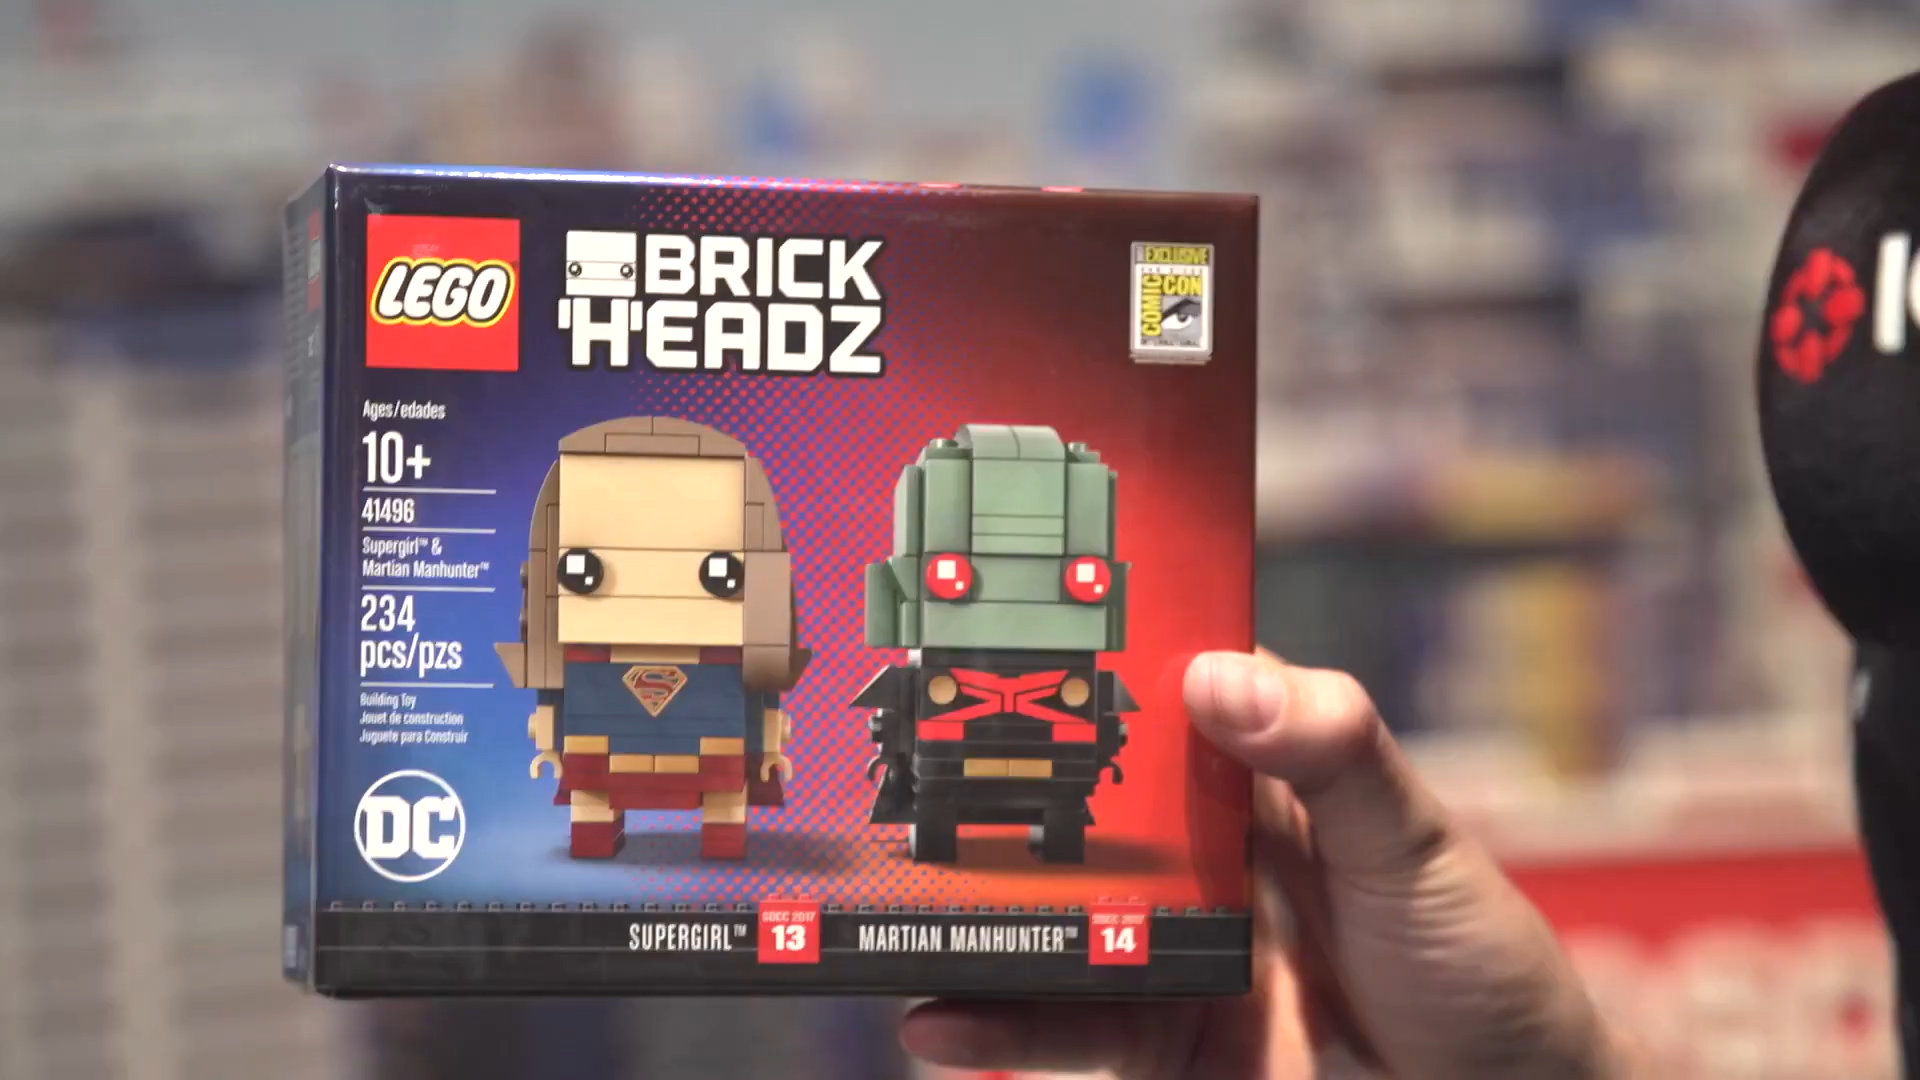 LEGO
BRICK
'H'EADZ
EXCLUSIVE
COMIC CON
Ages/edades
10+
41496
Supergirl™ &
Martian Manhunter™
234
pcs/pzs
Building Toy
Jouet de construction
Juguete para Construir
DC
SUPERGIRL™
SDCC 2017
13
MARTIAN MANHUNTER™
SDCC 2017
14